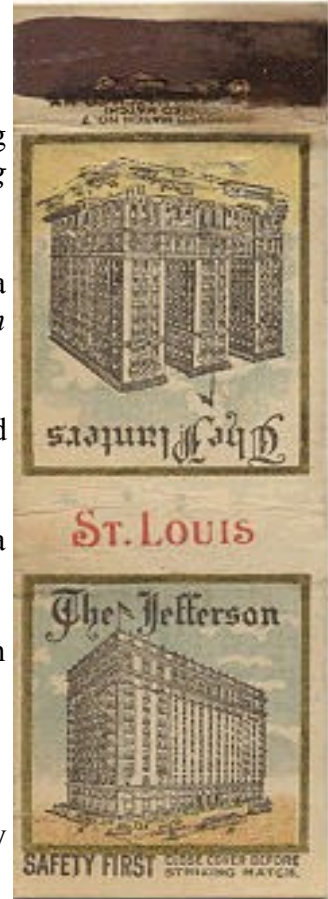 g
g
a
n
d
a
n
y
The Planters
ST. LOUIS
The Jefferson
SAFETY FIRST CLOSE COVER BEFORE
STRIKING MATCH.